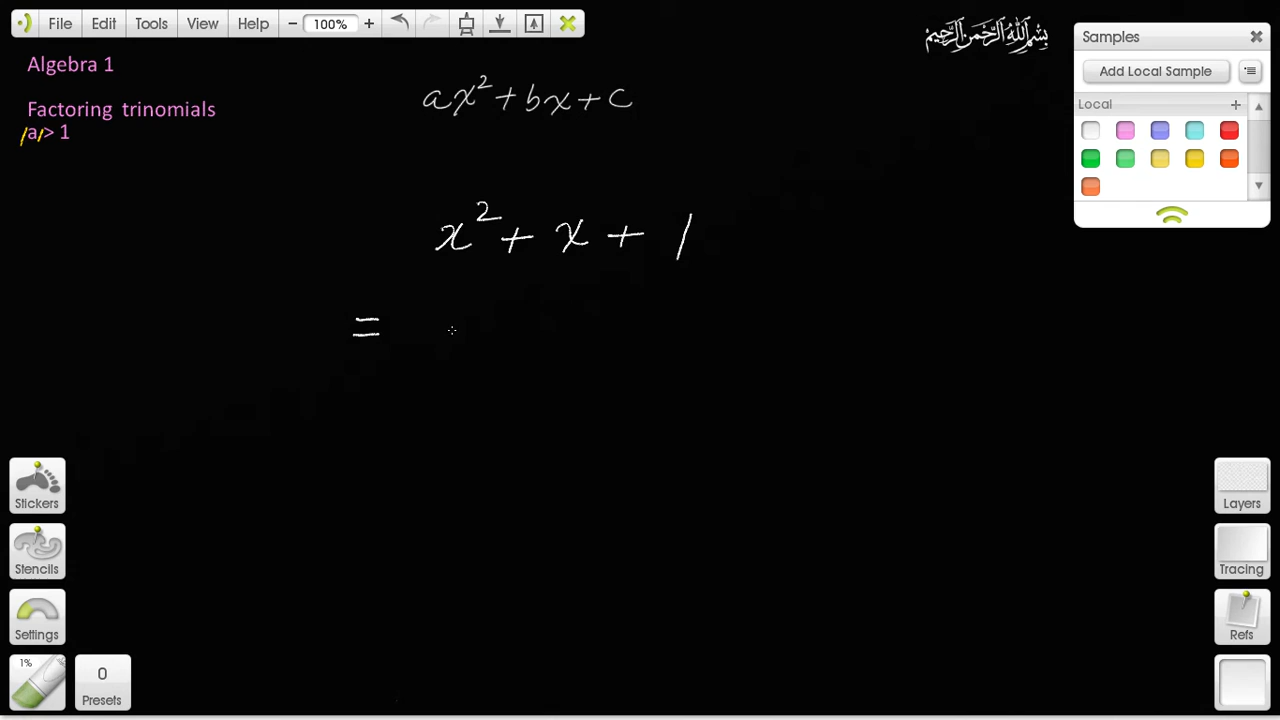 File Edit Tools View Help − 100% +
بسم الله الرحمن الرحيم
Samples
Add Local Sample
Local +
Algebra 1
Factoring trinomials
/a/> 1
ax² + bx + c
x² + x + 1
=
Stickers
Stencils
Settings
1%
0
Presets
Layers
Tracing
Refs